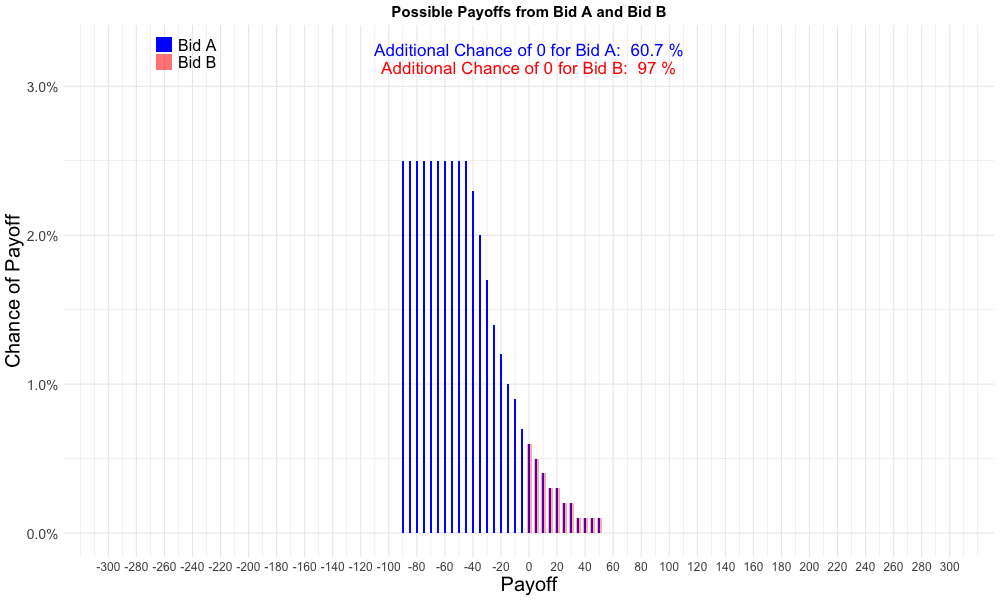 Possible Payoffs from Bid A and Bid B
Bid A
Bid B
Additional Chance of 0 for Bid A:  60.7 %
Additional Chance of 0 for Bid B:  97 %
Chance of Payoff
3.0%
2.0%
1.0%
0.0%
-300 -280 -260 -240 -220 -200 -180 -160 -140 -120 -100 -80 -60 -40 -20 0 20 40 60 80 100 120 140 160 180 200 220 240 260 280 300
Payoff